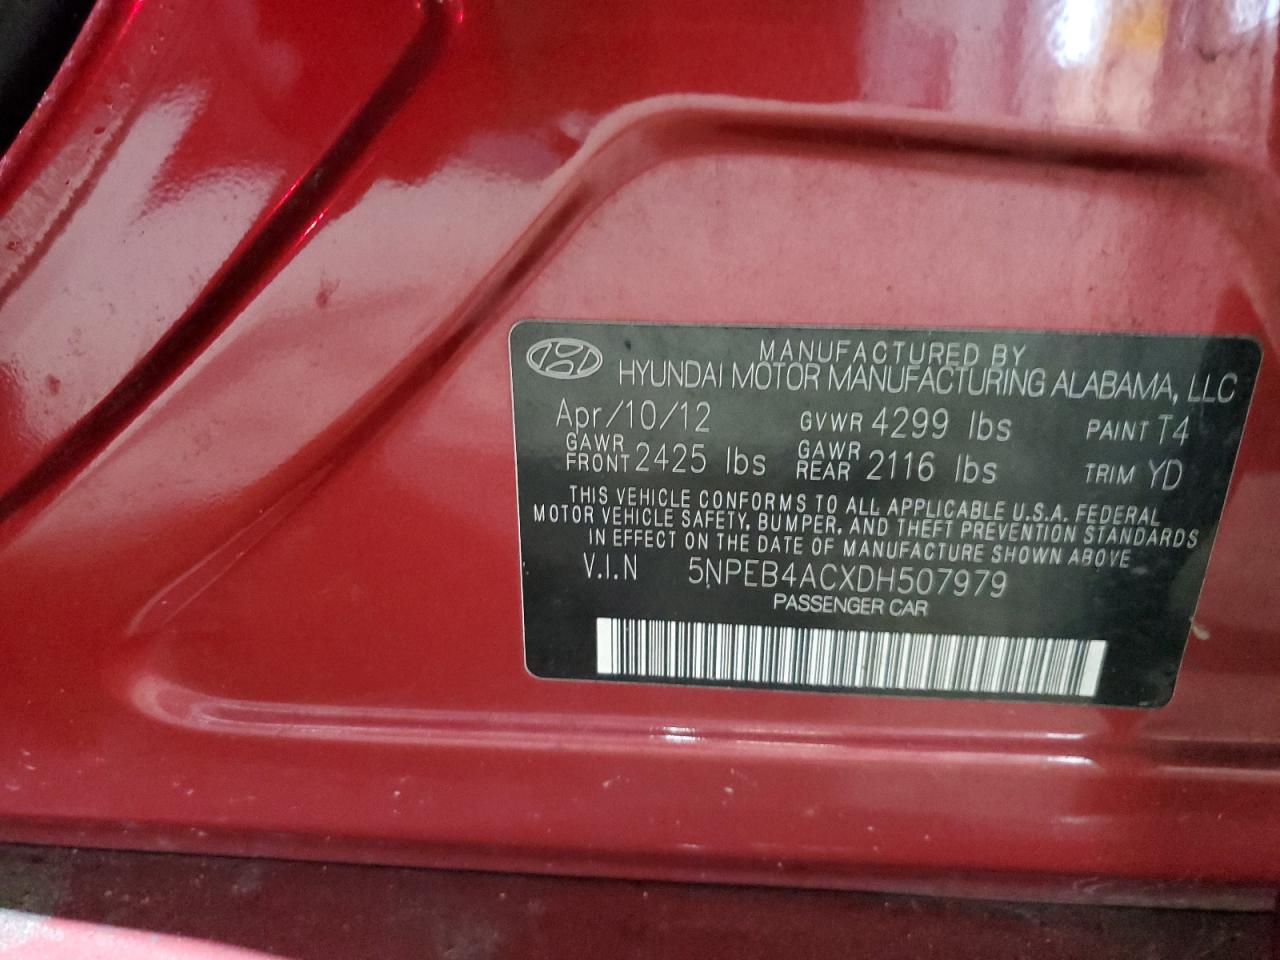 MANUFACTURED BY
HYUNDAI MOTOR MANUFACTURING ALABAMA, LLC
Apr/10/12 GVWR 4299 lbs PAINT T4
GAWR FRONT 2425 lbs GAWR REAR 2116 lbs TRIM YD
THIS VEHICLE CONFORMS TO ALL APPLICABLE U.S.A. FEDERAL
MOTOR VEHICLE SAFETY, BUMPER, AND THEFT PREVENTION STANDARDS
IN EFFECT ON THE DATE OF MANUFACTURE SHOWN ABOVE
V.I.N 5NPEB4ACXDH507979
PASSENGER CAR